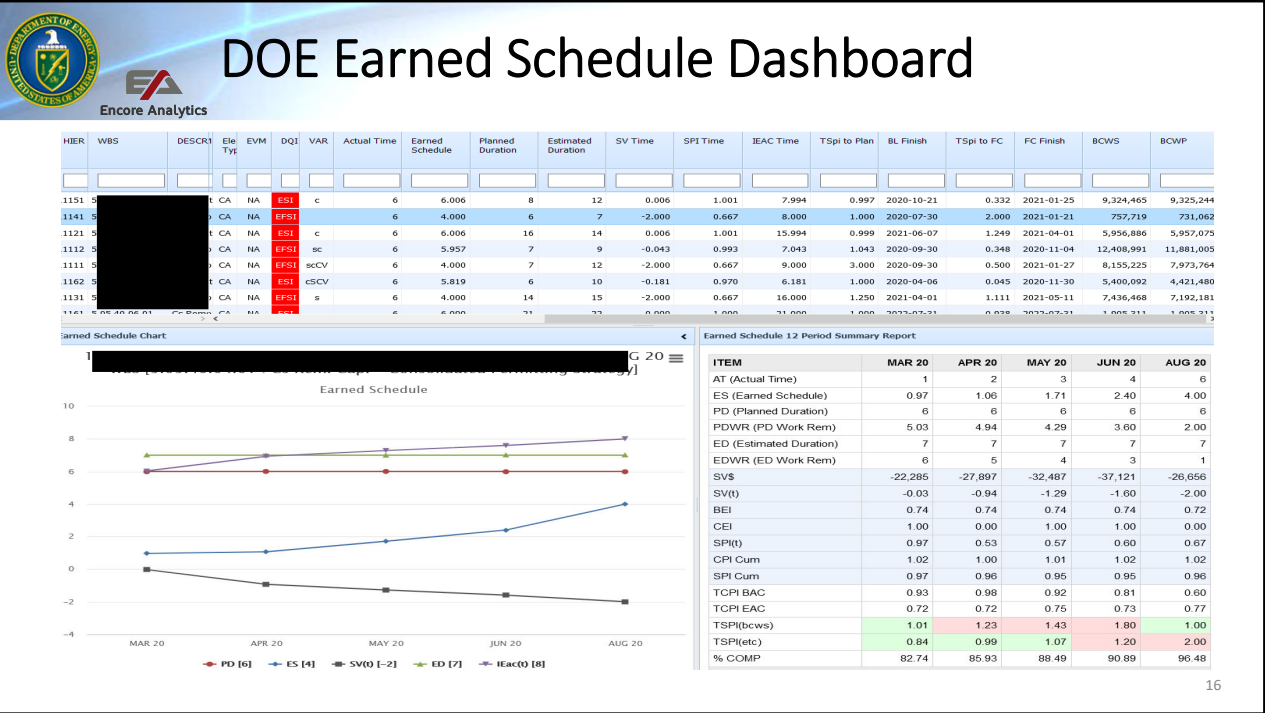 DEPARTMENT OF ENERGY
UNITED STATES OF AMERICA
EA
Encore Analytics
DOE Earned Schedule Dashboard
HIER WBS DESCR Ele Typ EVM DQI VAR Actual Time Earned Schedule Planned Duration Estimated Duration SV Time SPI Time IEAC Time TSpi to Plan BL Finish TSpi to FC FC Finish BCWS BCWP
.1151 5 t CA NA ESI c 6 6.006 8 12 0.006 1.001 7.994 0.997 2020-10-21 0.332 2021-01-25 9,324,465 9,325,244
.1141 5 CA NA EFSI 6 4.000 6 7 -2.000 0.667 8.000 1.000 2020-07-30 2.000 2021-01-21 757,719 731,062
.1121 5 CA NA ESI c 6 6.006 16 14 0.006 1.001 15.994 0.999 2021-06-07 1.249 2021-04-01 5,956,886 5,957,075
.1112 5 CA NA EFSI sc 6 5.957 7 9 -0.043 0.993 7.043 1.043 2020-09-30 0.348 2020-11-04 12,408,991 11,881,005
.1111 5 CA NA EFSI scCV 6 4.000 7 12 -2.000 0.667 9.000 3.000 2020-09-30 0.500 2021-01-27 8,155,225 7,973,764
.1162 5 t CA NA ESI cSCV 6 5.819 6 10 -0.181 0.970 6.181 1.000 2020-04-06 0.045 2020-11-30 5,400,092 4,421,480
.1131 5 CA NA EFSI s 6 4.000 14 15 -2.000 0.667 16.000 1.250 2021-04-01 1.111 2021-05-11 7,436,468 7,192,181
Earned Schedule Chart
G 20
Earned Schedule
10
8
6
4
2
0
-2
-4
MAR 20 APR 20 MAY 20 JUN 20 AUG 20
PD [6] ES [4] SV(t) [-2] ED [7] IEac(t) [8]
Earned Schedule 12 Period Summary Report
ITEM MAR 20 APR 20 MAY 20 JUN 20 AUG 20
AT (Actual Time) 1 2 3 4 6
ES (Earned Schedule) 0.97 1.06 1.71 2.40 4.00
PD (Planned Duration) 6 6 6 6 6
PDWR (PD Work Rem) 5.03 4.94 4.29 3.60 2.00
ED (Estimated Duration) 7 7 7 7 7
EDWR (ED Work Rem) 6 5 4 3 1
SV$ -22,285 -27,897 -32,487 -37,121 -26,656
SV(t) -0.03 -0.94 -1.29 -1.60 -2.00
BEI 0.74 0.74 0.74 0.74 0.72
CEI 1.00 0.00 1.00 1.00 0.00
SPI(t) 0.97 0.53 0.57 0.60 0.67
CPI Cum 1.02 1.00 1.01 1.02 1.02
SPI Cum 0.97 0.96 0.95 0.95 0.96
TCPI BAC 0.93 0.98 0.92 0.81 0.60
TCPI EAC 0.72 0.72 0.75 0.73 0.77
TSPI(bcws) 1.01 1.23 1.43 1.80 1.00
TSPI(etc) 0.84 0.99 1.07 1.20 2.00
% COMP 82.74 85.93 88.49 90.89 96.48
16